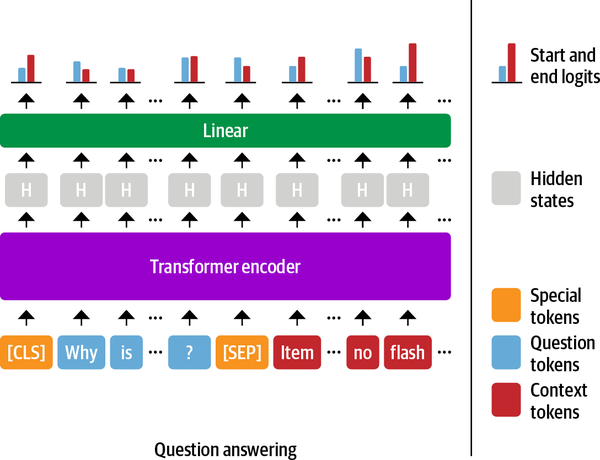 Start and
end logits
Linear
H H H H H H H H
Hidden
states
Transformer encoder
Special
tokens
[CLS] Why is ... ? [SEP] Item ... no flash ...
Question
tokens
Context
tokens
Question answering